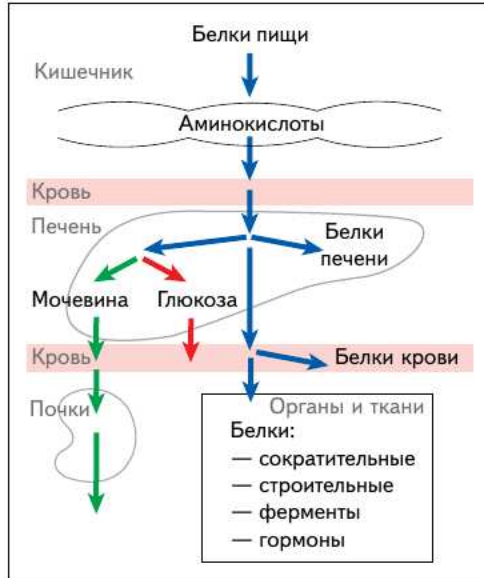 Белки пищи
Кишечник
Аминокислоты
Кровь
Печень
Белки
печени
Мочевина
Глюкоза
Кровь
Белки крови
Почки
Органы и ткани
Белки:
— сократительные
— строительные
— ферменты
— гормоны